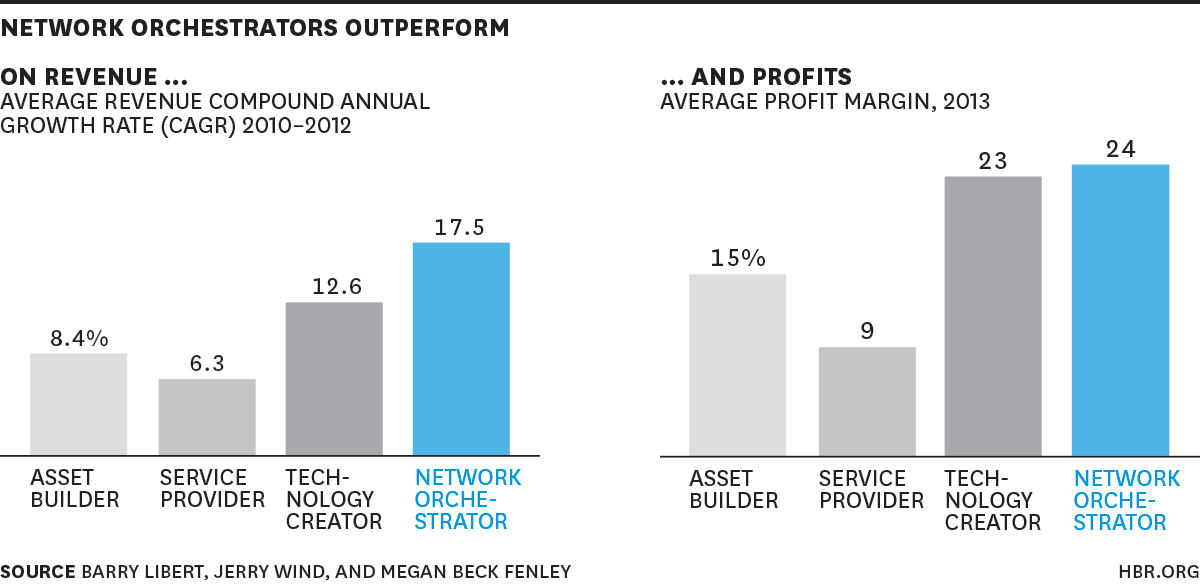 NETWORK ORCHESTRATORS OUTPERFORM
ON REVENUE ...
AVERAGE REVENUE COMPOUND ANNUAL
GROWTH RATE (CAGR) 2010–2012
8.4%
6.3
12.6
17.5
ASSET
BUILDER
SERVICE
PROVIDER
TECH-
NOLOGY
CREATOR
NETWORK
ORCHE-
STRATOR
... AND PROFITS
AVERAGE PROFIT MARGIN, 2013
15%
9
23
24
ASSET
BUILDER
SERVICE
PROVIDER
TECH-
NOLOGY
CREATOR
NETWORK
ORCHE-
STRATOR
SOURCE BARRY LIBERT, JERRY WIND, AND MEGAN BECK FENLEY
HBR.ORG